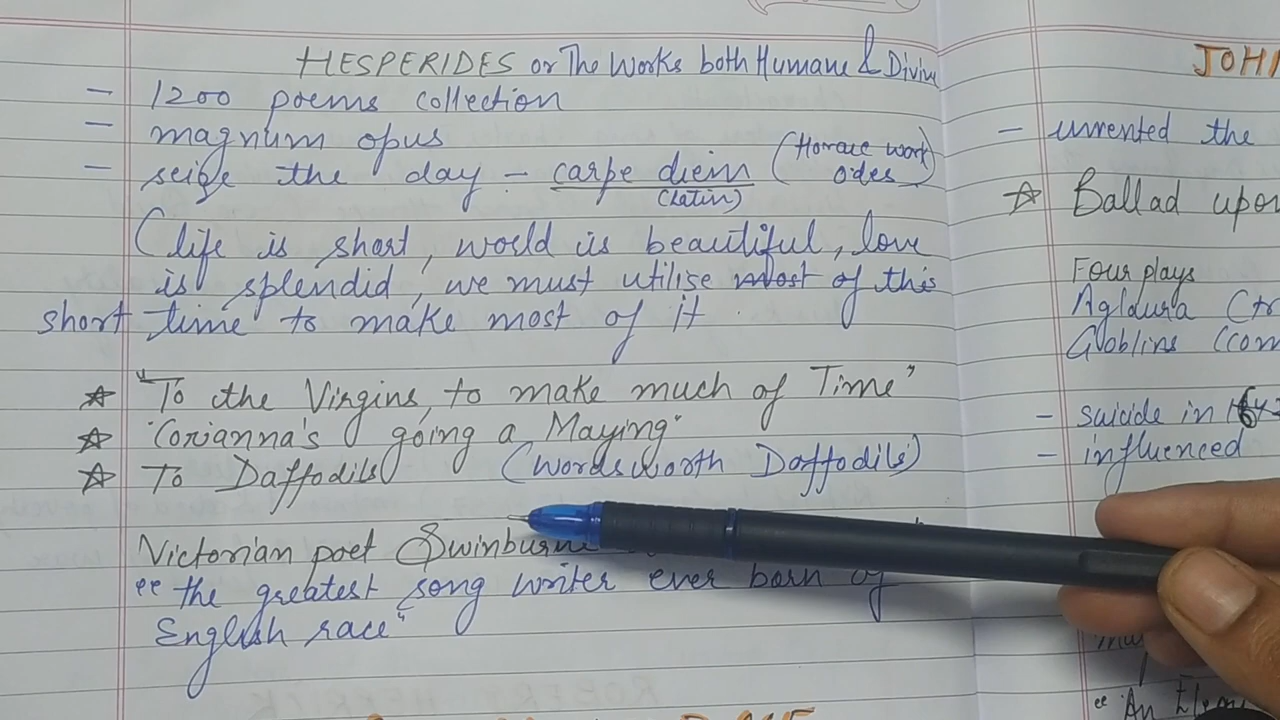 HESPERIDES or The Works both Humane & Divine
- 1200 poems collection
- magnum opus
- seize the day - carpe diem (Horace work odes)
(latin)
(life is short, world is beautiful, love
is splendid, we must utilise most of this
short time to make most of it
☆ "To the Virgins, to make much of Time"
☆ "Corianna's going a Maying"
☆ To Daffodils (Wordsworth Daffodils)
Victorian poet Swinburne
"the greatest song writer ever born of
English race"
JOH
- invented the
☆ Ballad upon
Four plays
Aglaura
Goblins (com
- suicide in
- influenced